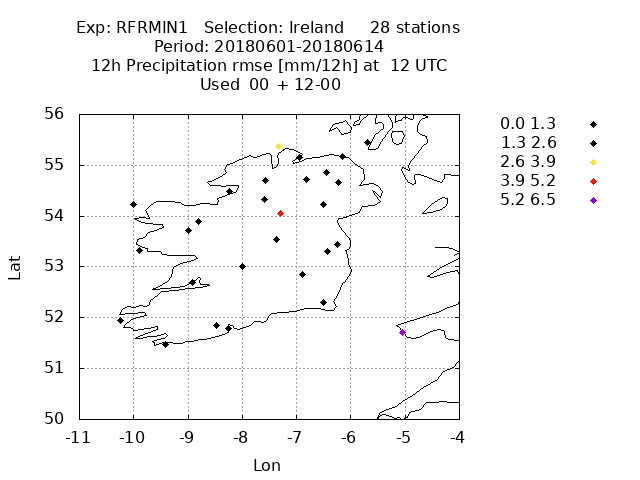 Exp: RFRMIN1 Selection: Ireland 28 stations
Period: 20180601-20180614
12h Precipitation rmse [mm/12h] at 12 UTC
Used 00 + 12-00
56
55
54
53
52
51
50
-11 -10 -9 -8 -7 -6 -5 -4
Lat
Lon
0.0 1.3
1.3 2.6
2.6 3.9
3.9 5.2
5.2 6.5